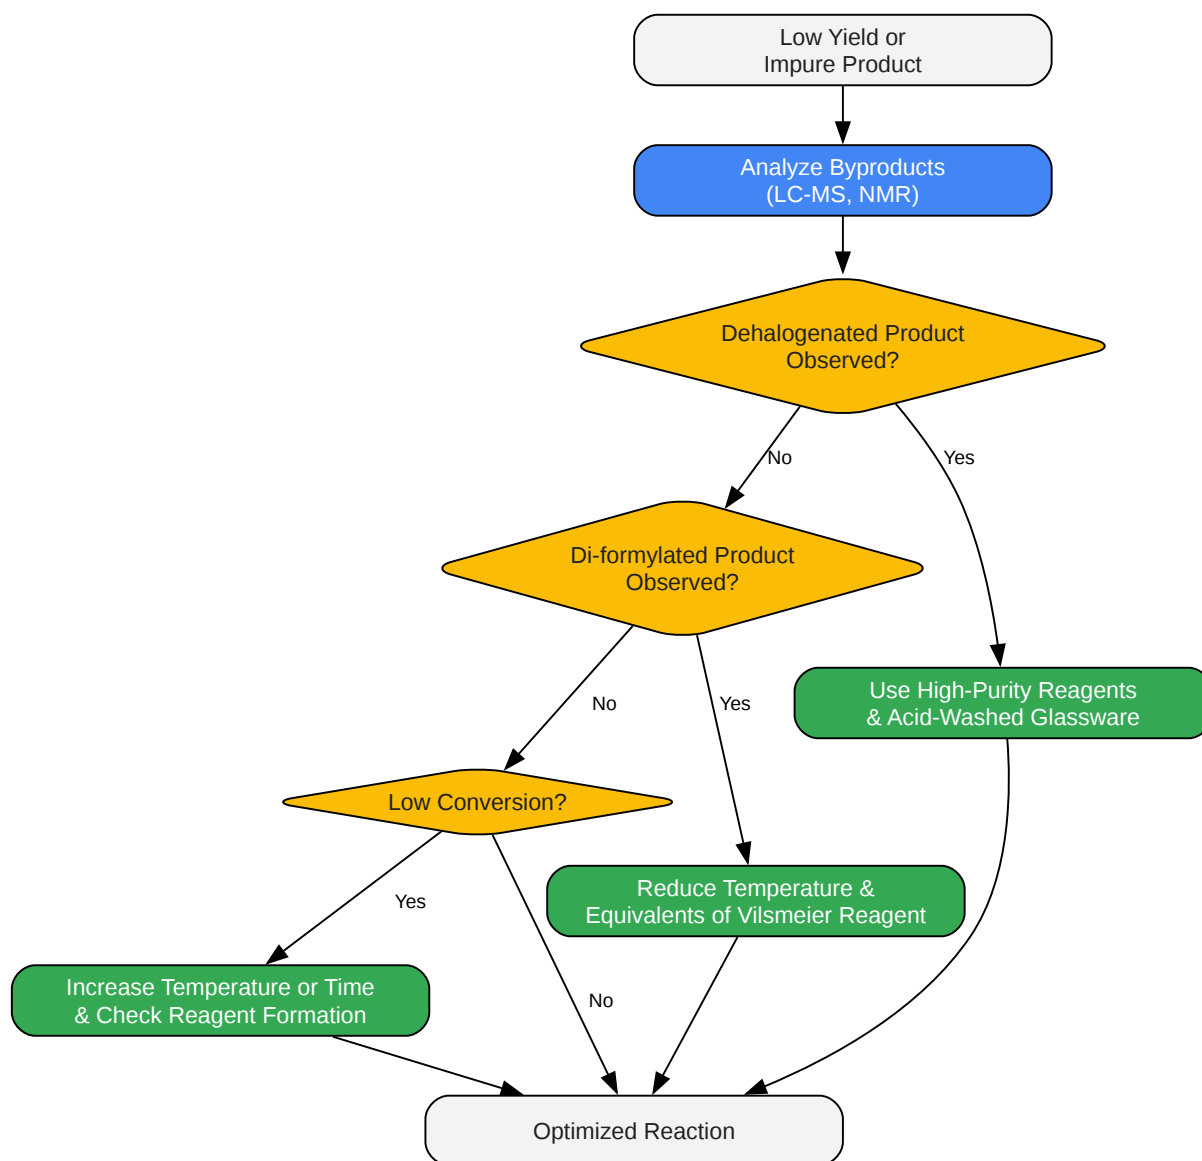 Low Yield or
Impure Product
Analyze Byproducts
(LC-MS, NMR)
Dehalogenated Product
Observed?
No
Yes
Di-formylated Product
Observed?
Use High-Purity Reagents
& Acid-Washed Glassware
No
Yes
Low Conversion?
Reduce Temperature &
Equivalents of Vilsmeier Reagent
Yes
Increase Temperature or Time
& Check Reagent Formation
No
Optimized Reaction